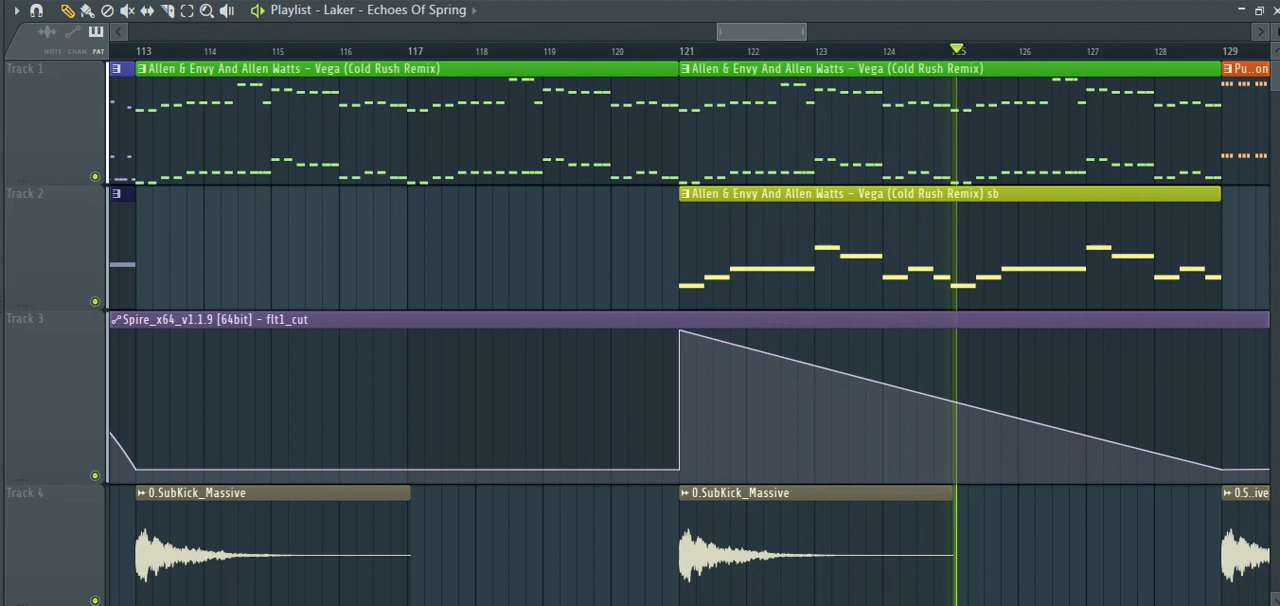 Playlist - Laker - Echoes Of Spring ▸
NOTE CHAN PAT
113 114 115 116 117 118 119 120 121 122 123 124 125 126 127 128 129
Track 1
Allen & Envy And Allen Watts – Vega (Cold Rush Remix)
Allen & Envy And Allen Watts – Vega (Cold Rush Remix)
Pu..on
Track 2
Allen & Envy And Allen Watts – Vega (Cold Rush Remix) sb
Track 3
Spire_x64_v1.1.9 [64bit] – flt1_cut
Track 4
0.SubKick_Massive
0.SubKick_Massive
0.S..ive